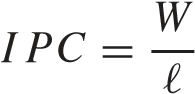 IPC = W / ℓ